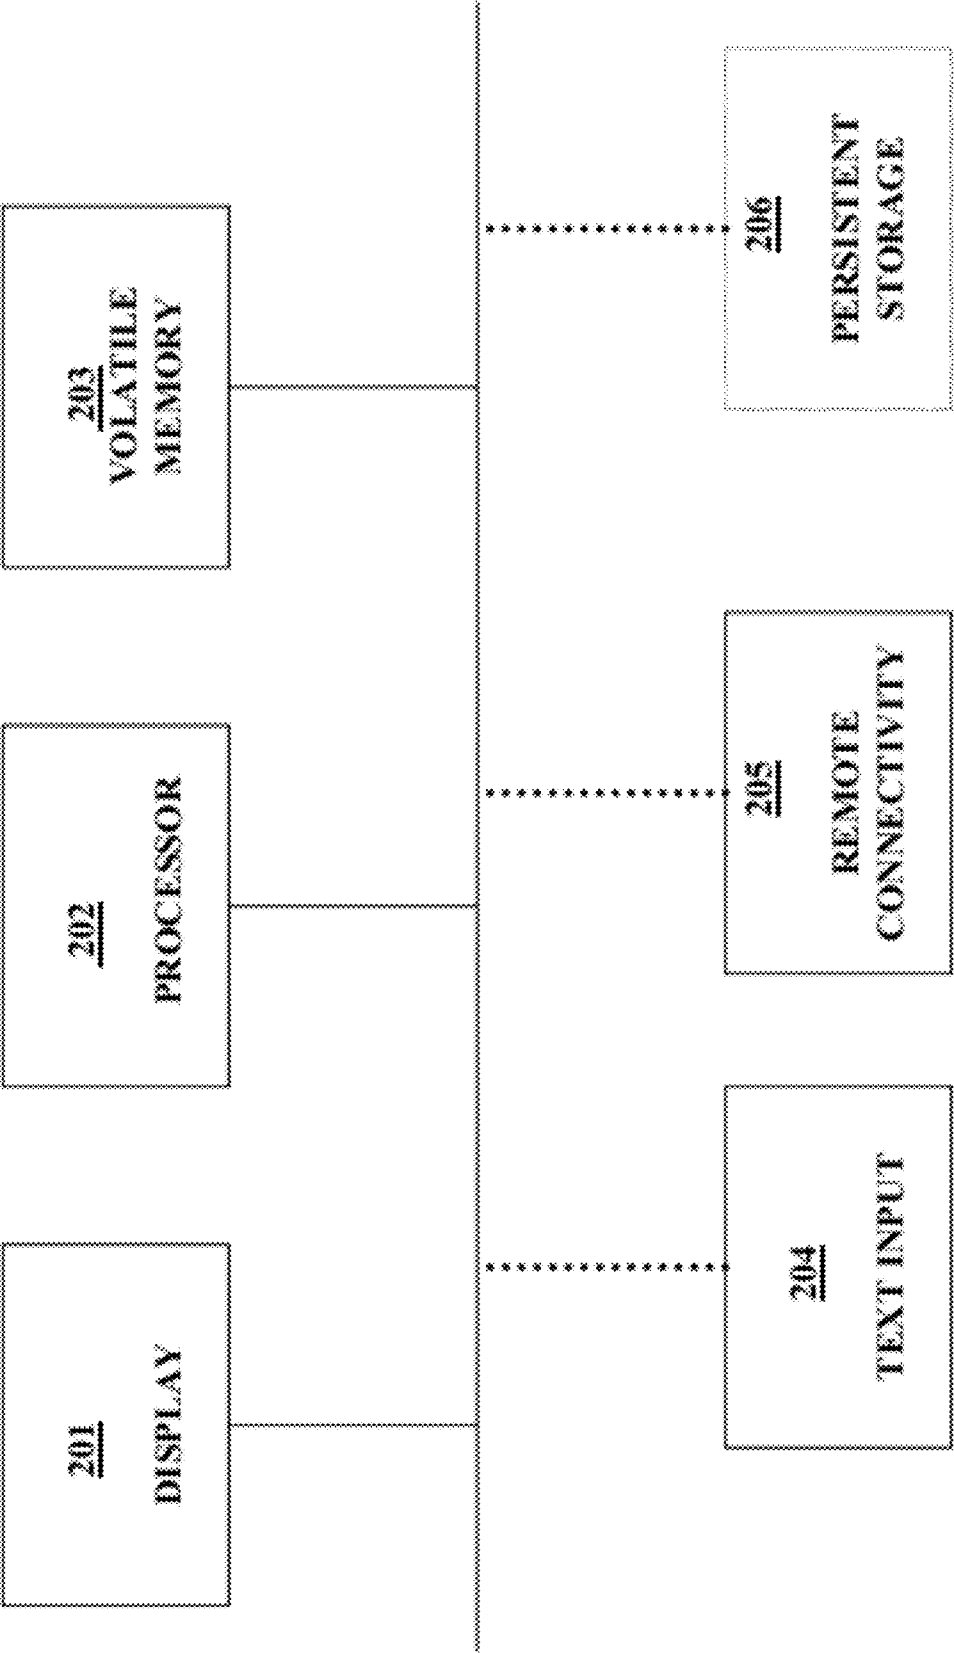 201
DISPLAY
202
PROCESSOR
203
VOLATILE
MEMORY
204
TEXT INPUT
205
REMOTE
CONNECTIVITY
206
PERSISTENT
STORAGE